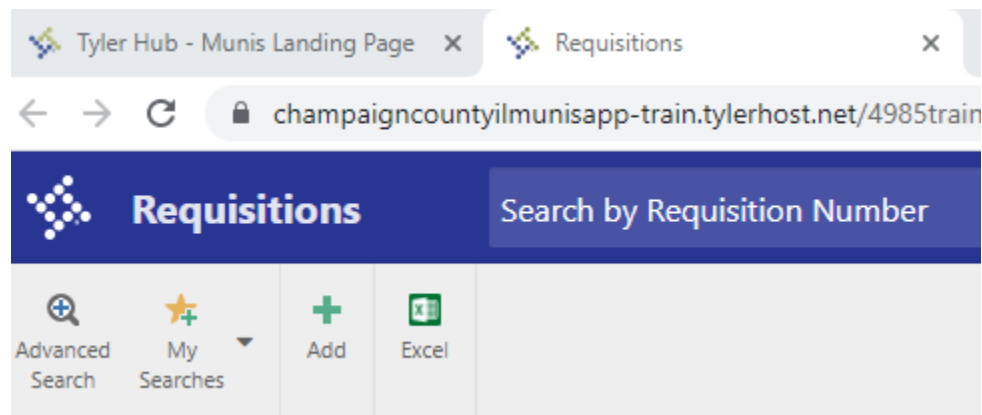 Tyler Hub - Munis Landing Page
Requisitions
champaigncountyilmunisapp-train.tylerhost.net/4985train
Requisitions
Search by Requisition Number
Advanced
Search
My
Searches
Add
Excel